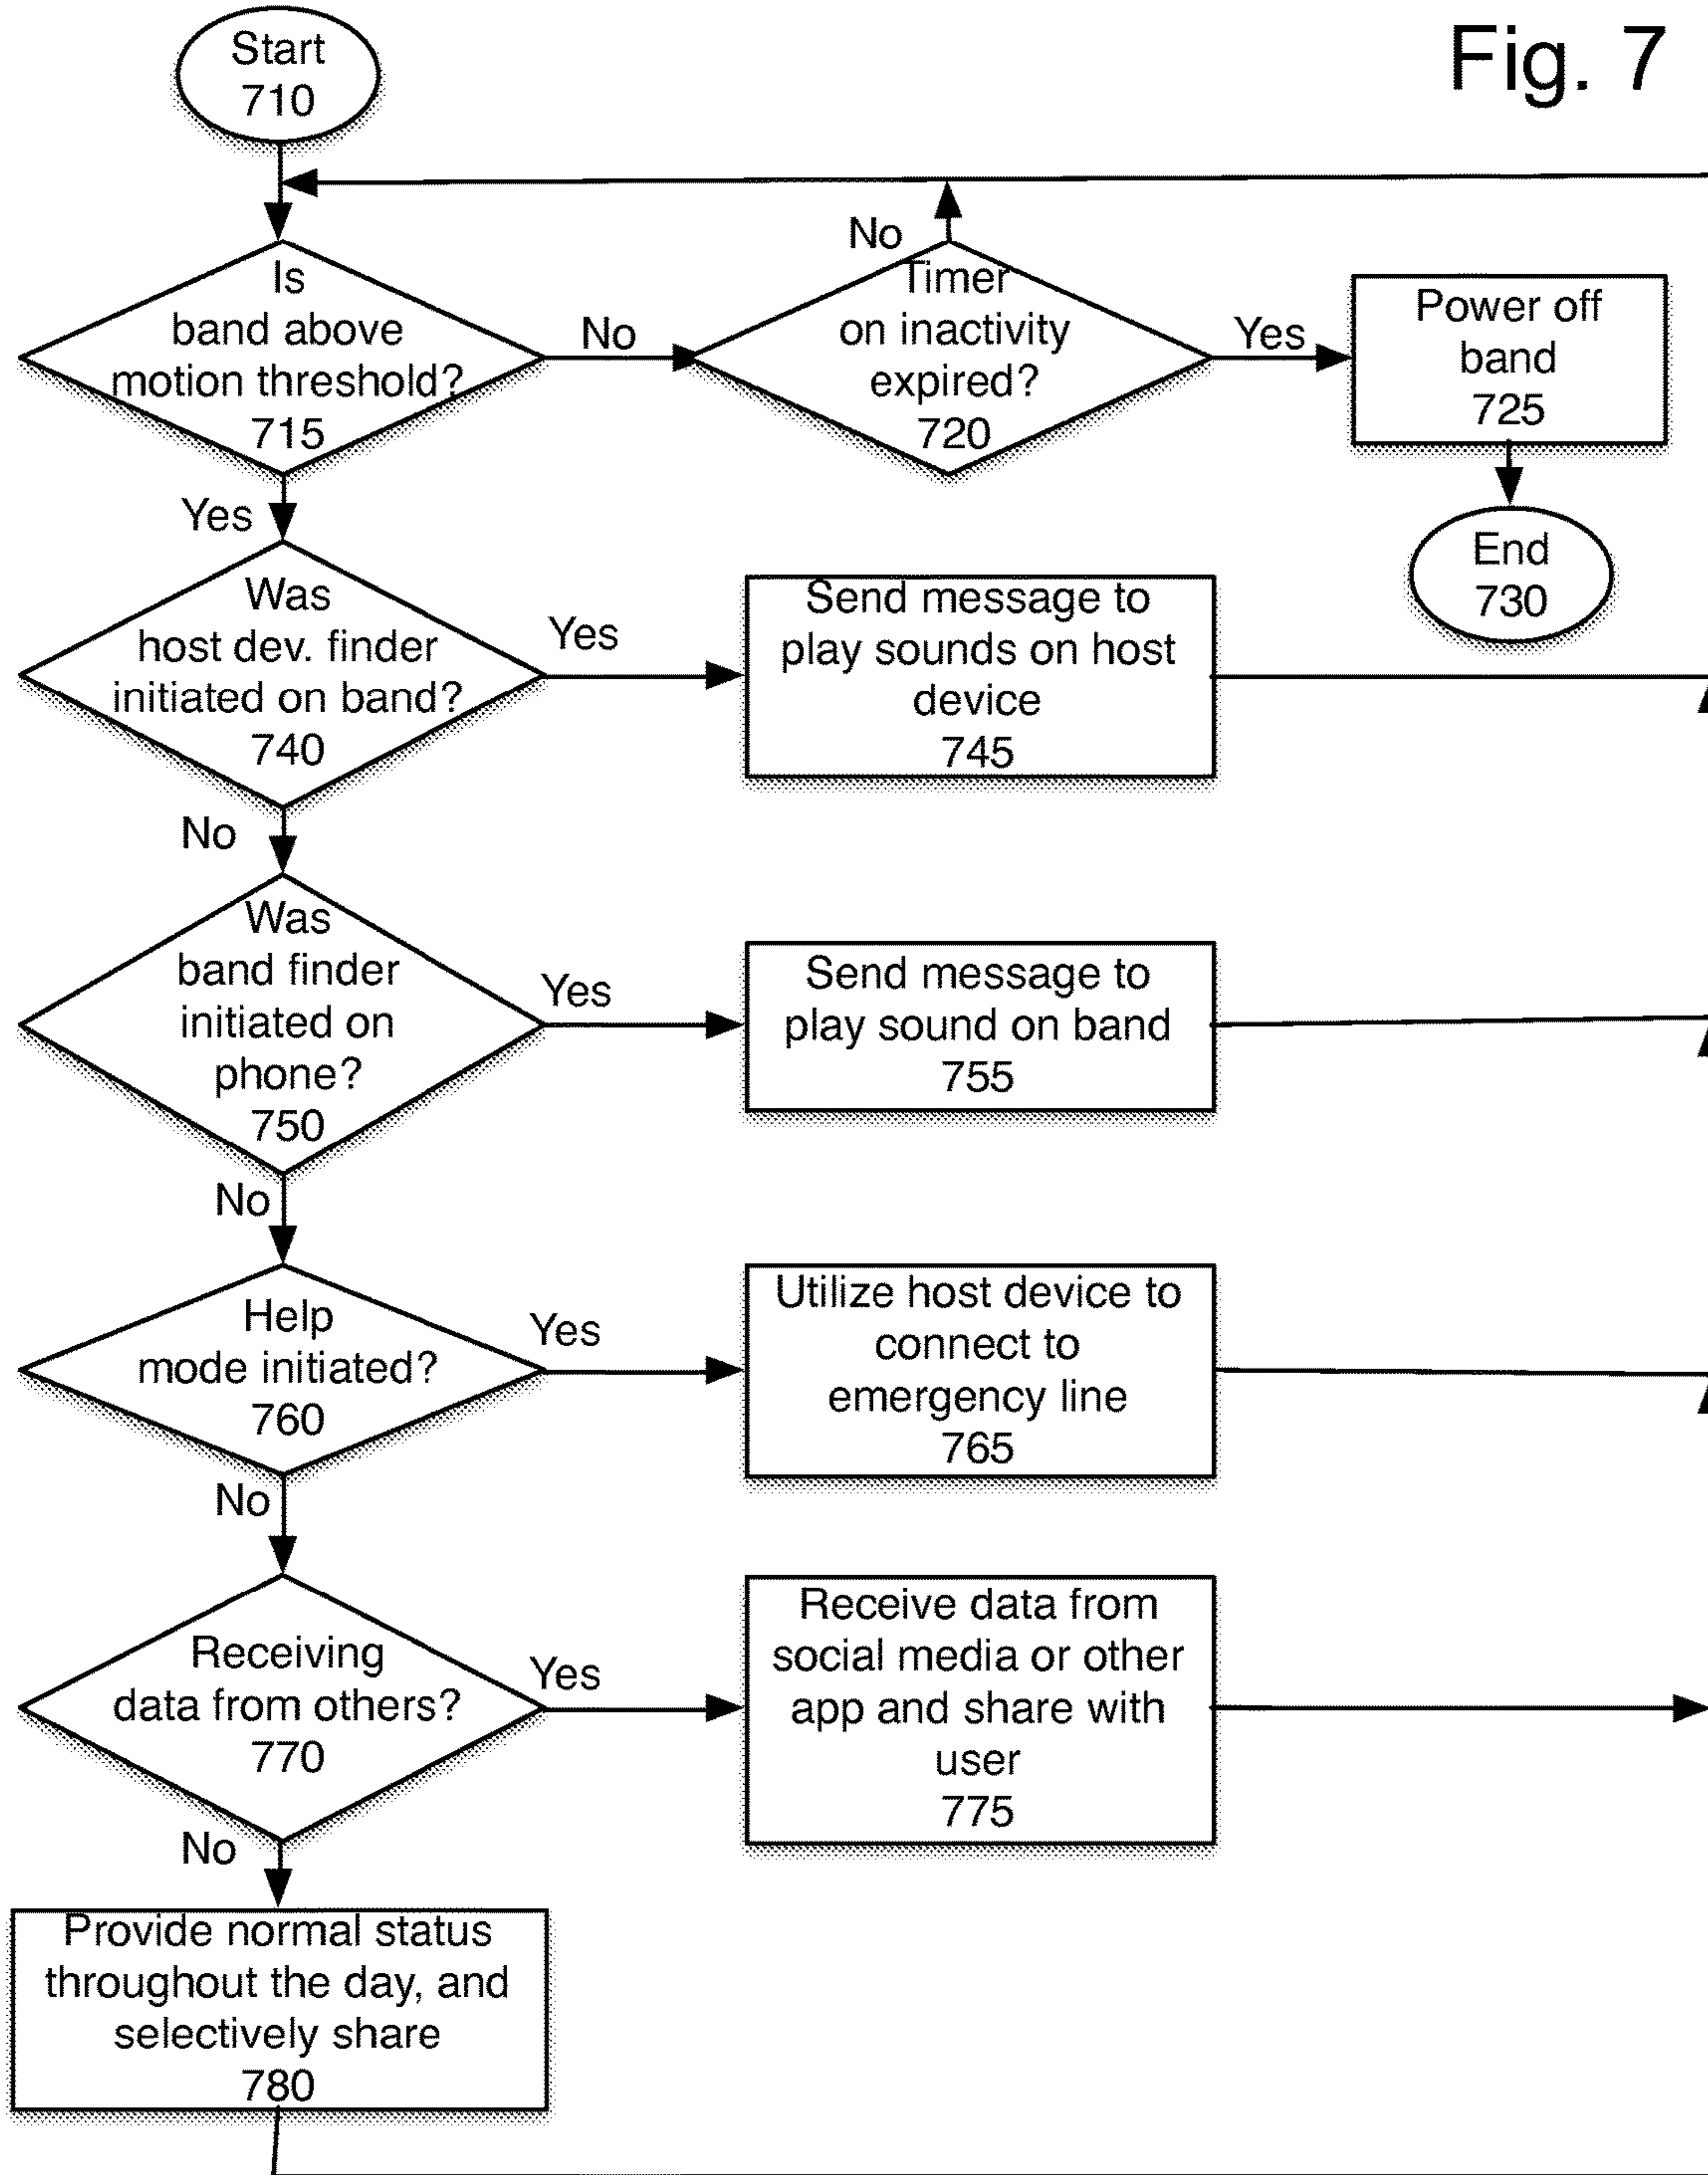 Fig. 7
Start
710
Is
band above
motion threshold?
715
No
No
Timer
on inactivity
expired?
720
Yes
Power off
band
725
End
730
Yes
Was
host dev. finder
initiated on band?
740
Yes
Send message to
play sounds on host
device
745
No
Was
band finder
initiated on
phone?
750
Yes
Send message to
play sound on band
755
No
Help
mode initiated?
760
Yes
Utilize host device to
connect to
emergency line
765
No
Receiving
data from others?
770
Yes
Receive data from
social media or other
app and share with
user
775
No
Provide normal status
throughout the day, and
selectively share
780